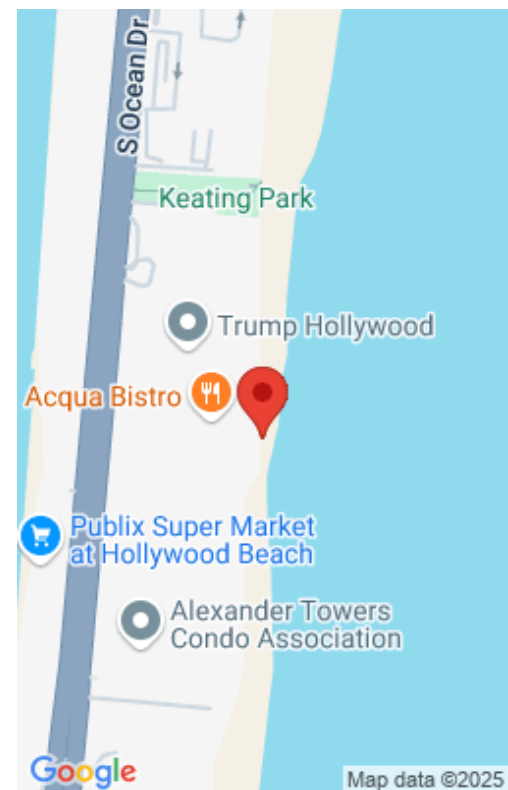 S Ocean Dr
Keating Park
Trump Hollywood
Acqua Bistro
Publix Super Market
at Hollywood Beach
Alexander Towers
Condo Association
Google
Map data ©2025